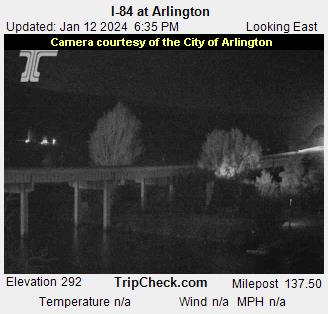 I-84 at Arlington
Updated: Jan 12 2024 6:35 PM Looking East
Camera courtesy of the City of Arlington
Elevation 292 TripCheck.com Milepost 137.50
Temperature n/a Wind n/a MPH n/a